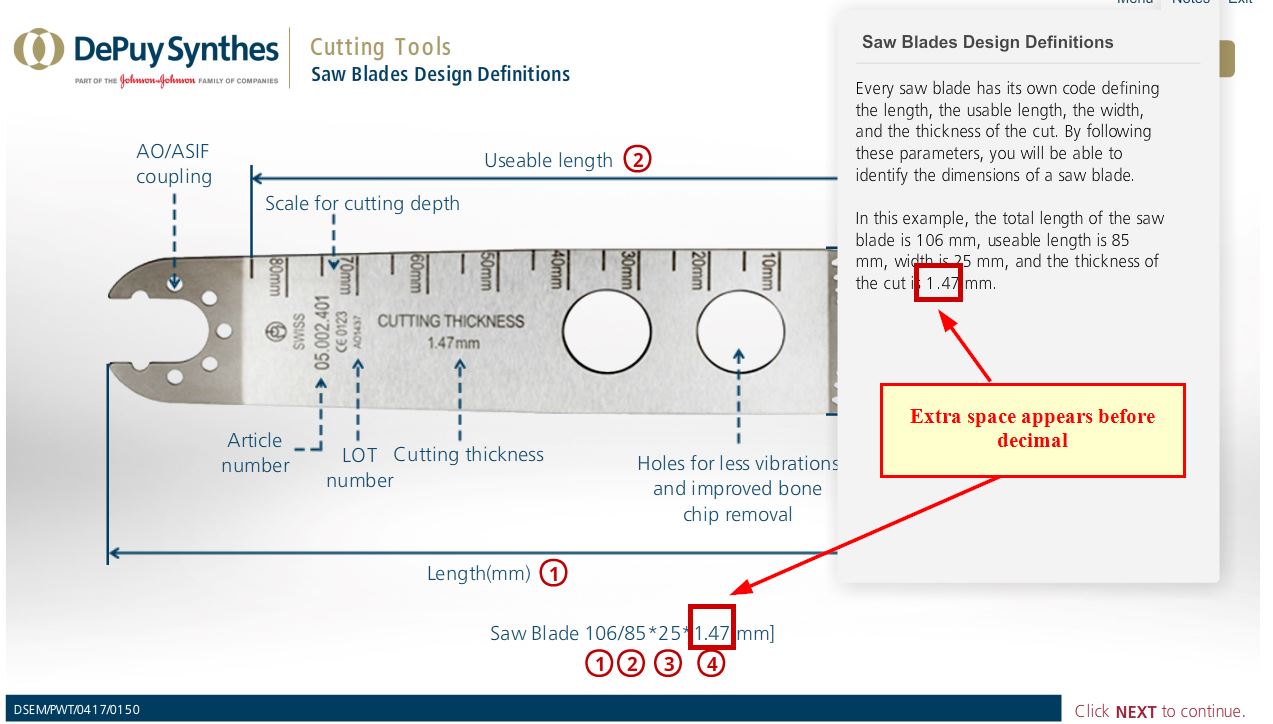 Menu Notes Exit
DePuy Synthes
PART OF THE Johnson & Johnson FAMILY OF COMPANIES
Cutting Tools
Saw Blades Design Definitions
AO/ASIF
coupling
Useable length 2
Scale for cutting depth
80mm
70mm
60mm
50mm
40mm
30mm
20mm
10mm
SWISS
05.002.401
CE 0123
AO1437
CUTTING THICKNESS
1.47mm
Article
number
LOT
number
Cutting thickness
Holes for less vibrations
and improved bone
chip removal
Length(mm) 1
Saw Blade 106/85*25*1.47 mm]
1 2 3 4
Saw Blades Design Definitions
Every saw blade has its own code defining
the length, the usable length, the width,
and the thickness of the cut. By following
these parameters, you will be able to
identify the dimensions of a saw blade.
In this example, the total length of the saw
blade is 106 mm, useable length is 85
mm, width is 25 mm, and the thickness of
the cut is 1.47 mm.
Extra space appears before
decimal
DSEM/PWT/0417/0150
Click NEXT to continue.